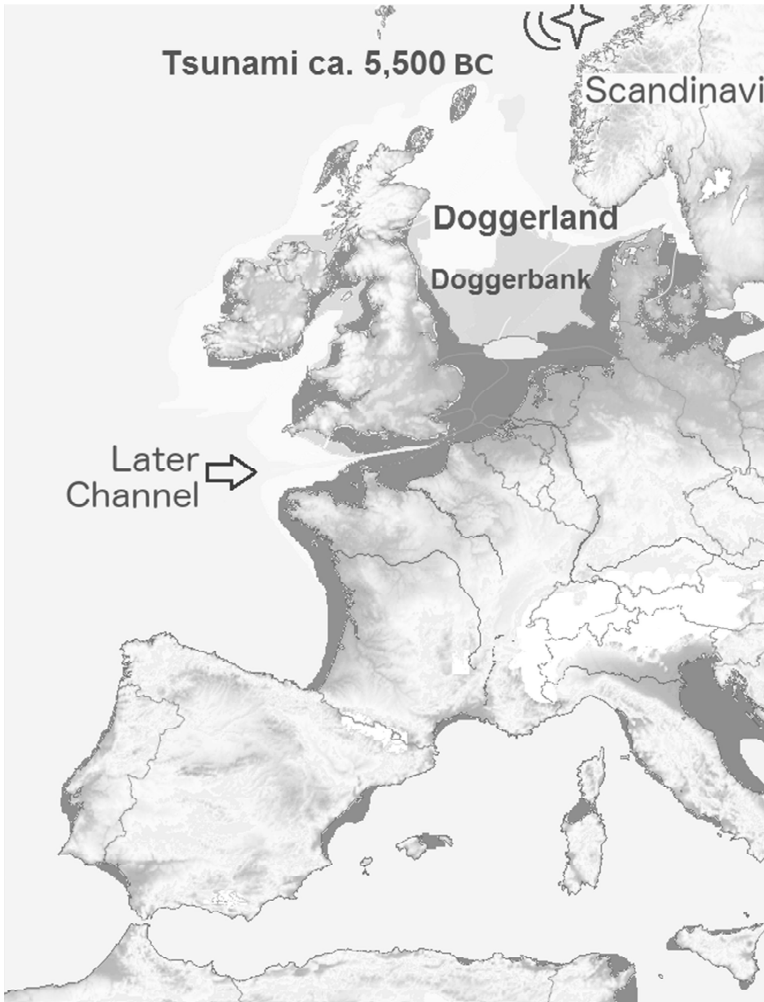 Tsunami ca. 5,500 BC
Scandinavi
Doggerland
Doggerbank
Later
Channel